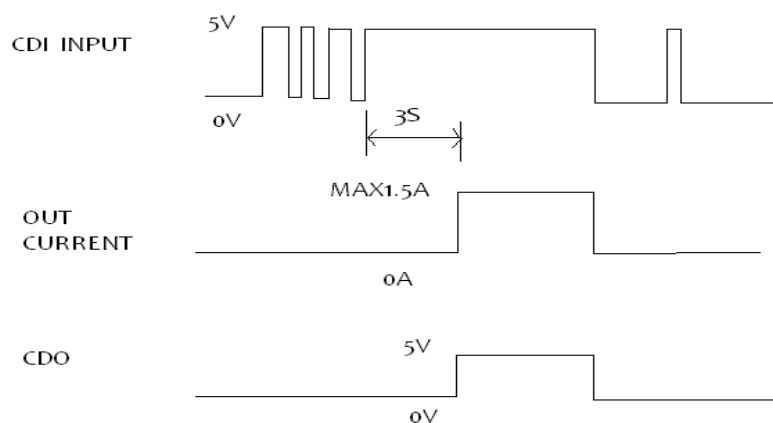 5V
CDI INPUT
0V
3S
MAX1.5A
OUT
CURRENT
0A
5V
CDO
0V